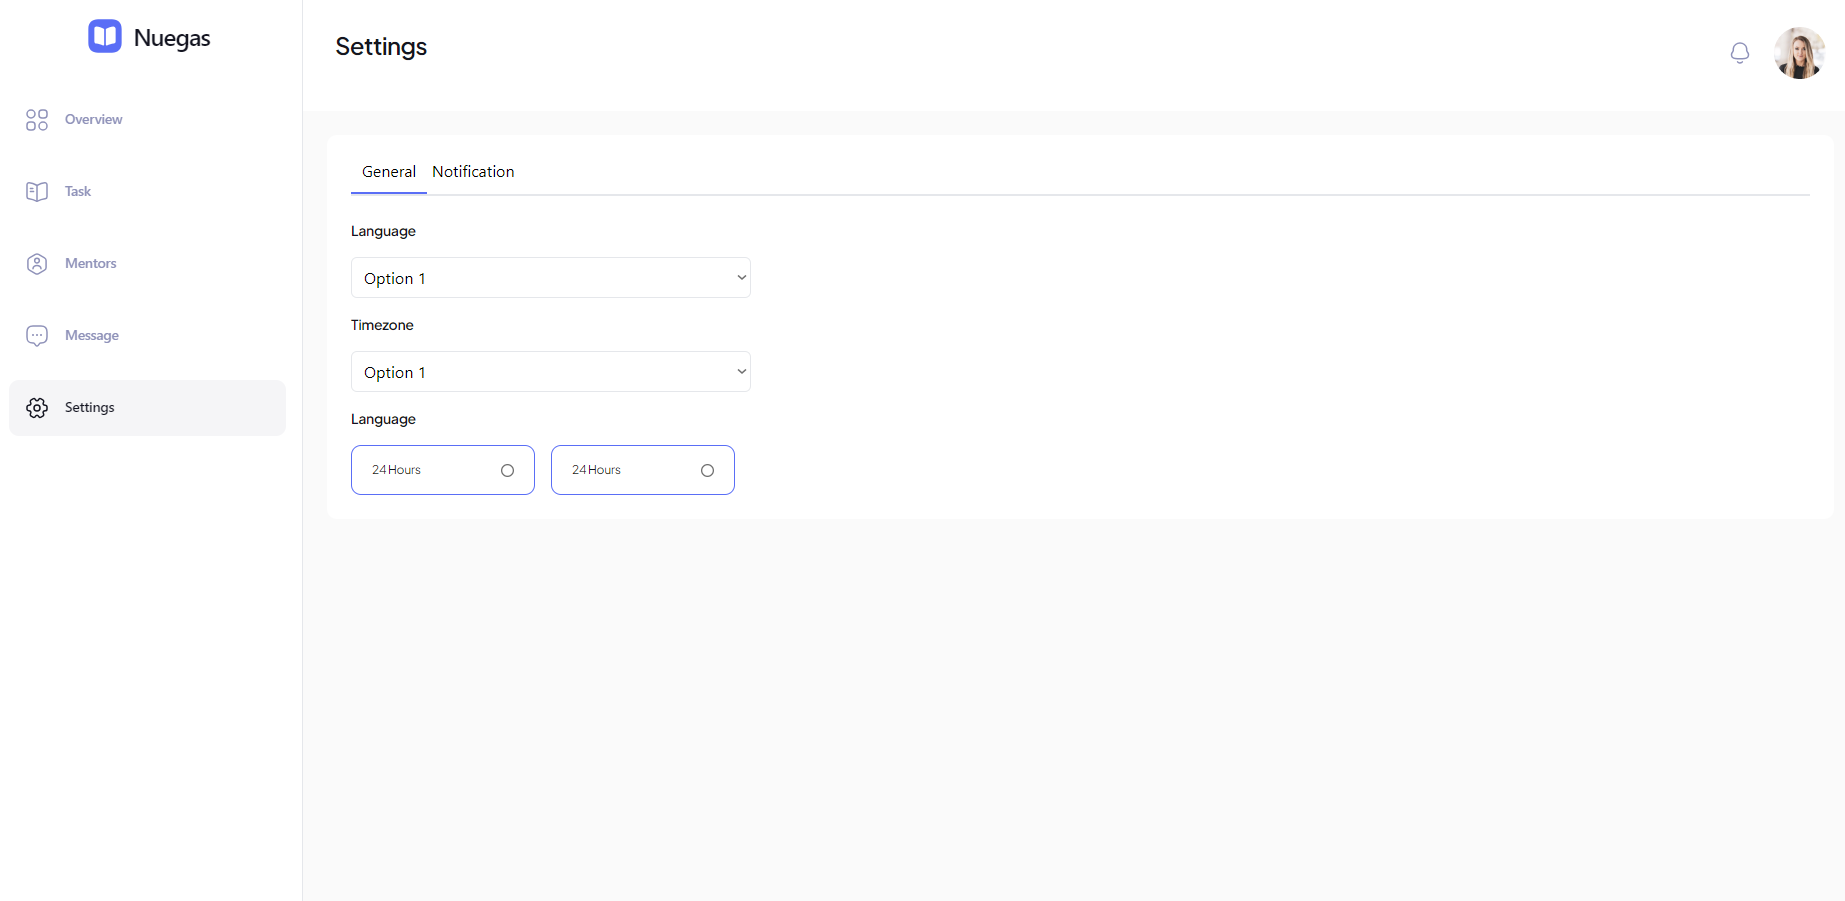 Nuegas
Overview
Task
Mentors
Message
Settings
Settings
General Notification
Language
Option 1
Timezone
Option 1
Language
24 Hours 24 Hours